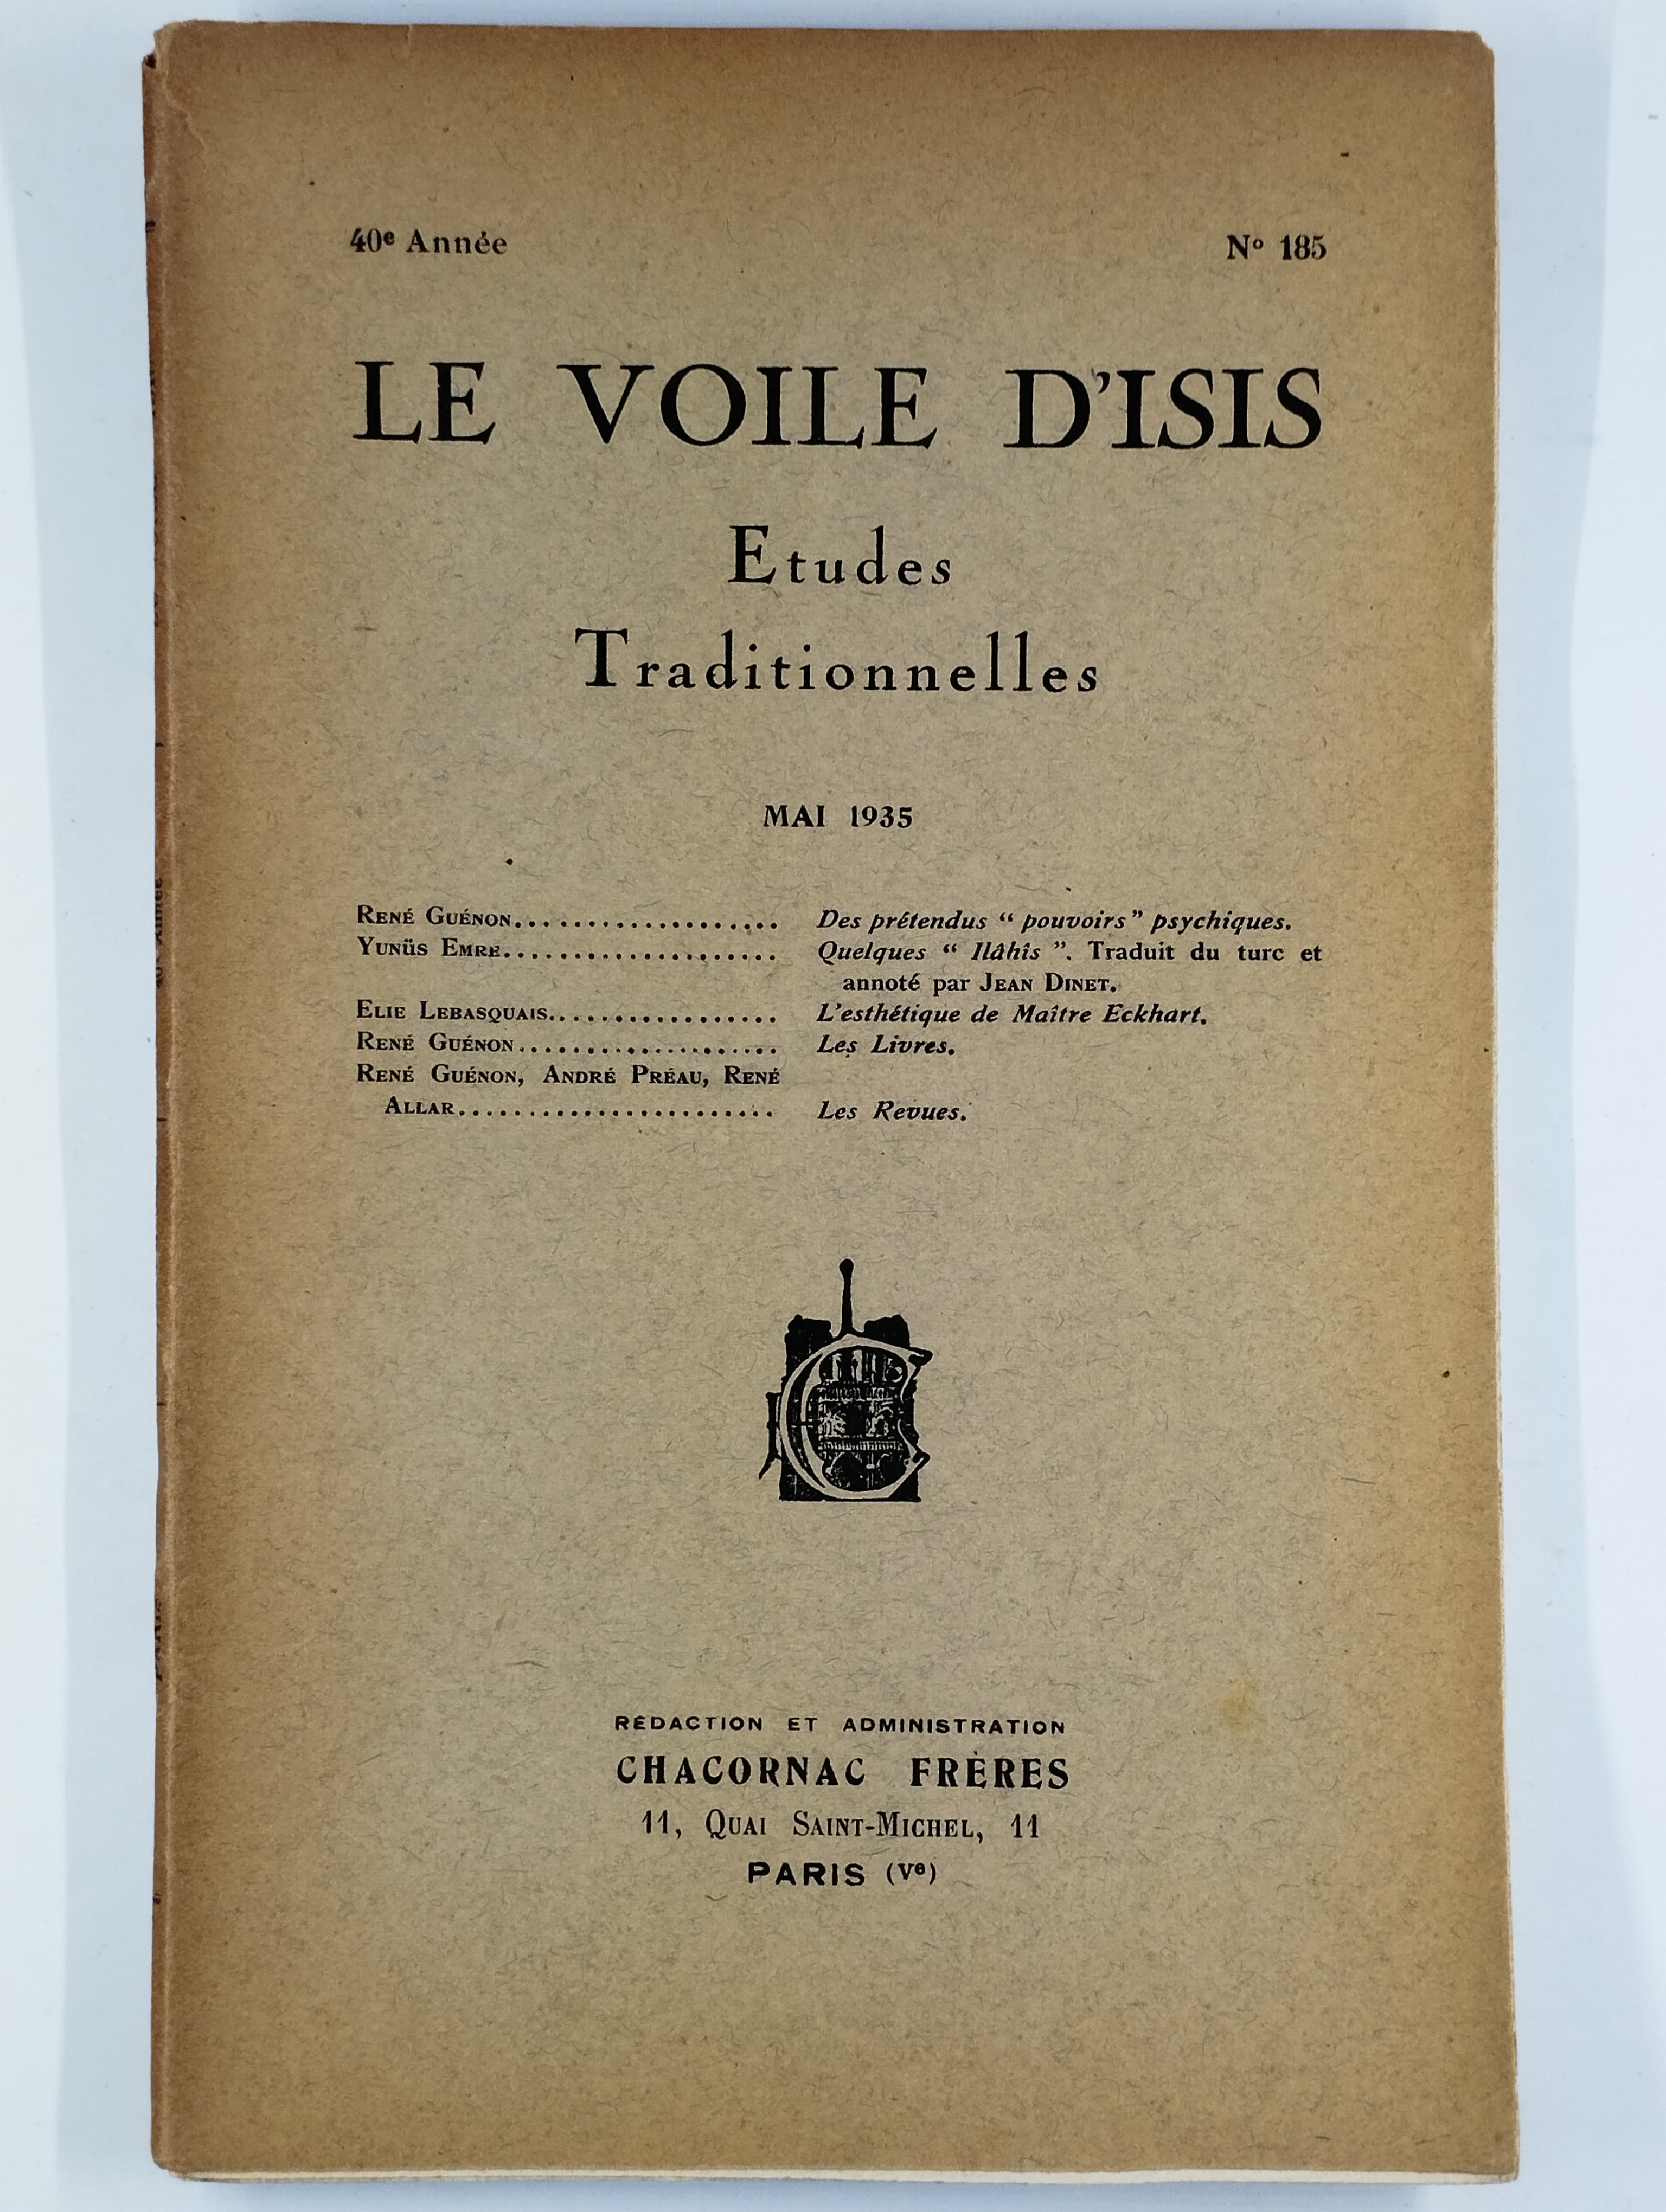 40e Année
No 185
LE VOILE D'ISIS
Etudes
Traditionnelles
MAI 1935
RENÉ GUÉNON................... Des prétendus “ pouvoirs” psychiques.
YUNÜS EMRE.................... Quelques “ Ilâhîs ”. Traduit du turc et
annoté par JEAN DINET.
ELIE LEBASQUAIS................. L'esthétique de Maître Eckhart.
RENÉ GUÉNON................... Les Livres.
RENÉ GUÉNON, ANDRÉ PRÉAU, RENÉ
ALLAR....................... Les Revues.
RÉDACTION ET ADMINISTRATION
CHACORNAC FRÈRES
11, QUAI SAINT-MICHEL, 11
PARIS (Ve)